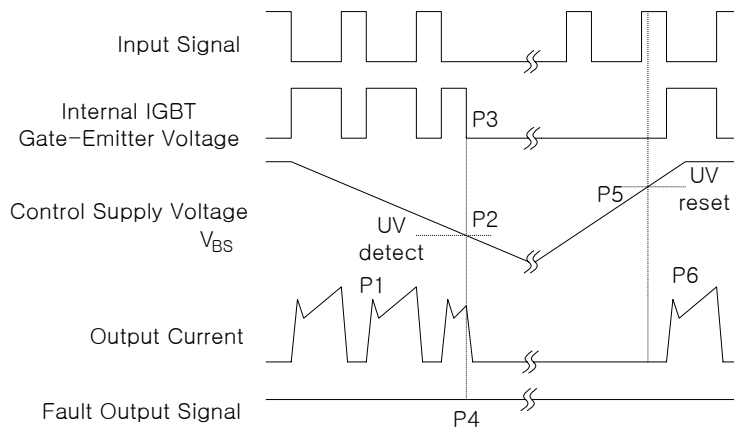 Input Signal
Internal IGBT
Gate-Emitter Voltage
P3
Control Supply Voltage
VBS
UV
detect
P2
P5
UV
reset
P1
P6
Output Current
Fault Output Signal
P4